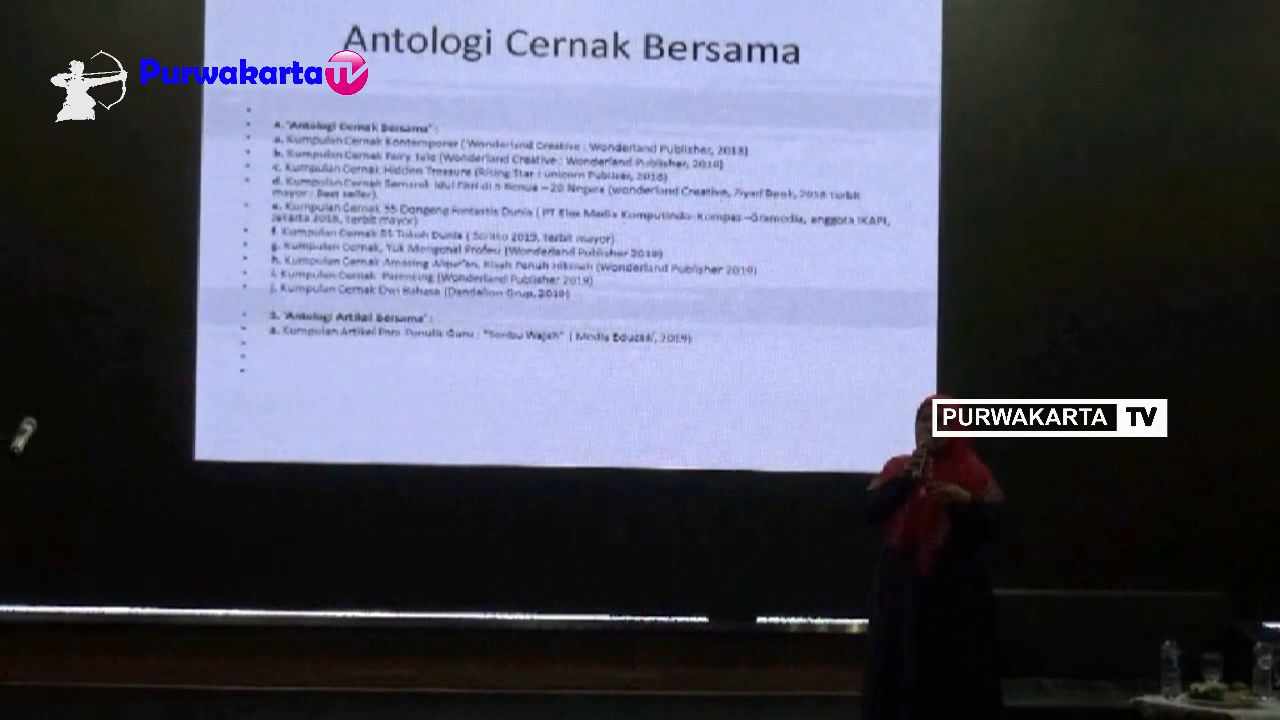 Antologi Cernak Bersama
PurwakartaTV
4. "Antologi Cernak Bersama" :
a. Kumpulan Cernak Kontemporer ( Wonderland Creative : Wonderland Publisher, 2018)
b. Kumpulan Cernak Fairy Tale (Wonderland Creative : Wonderland Publisher, 2018)
c. Kumpulan Cernak Hidden Treasure (Rising Star : Unicorn Publiser, 2018)
d. Kumpulan Cernak Semarak Idul Fitri di 5 Benua – 20 Negara (Wonderland Creative, Ziyad Book, 2018 Terbit
mayor : Best seller).
e. Kumpulan Cernak 55 Dongeng Fantastis Dunia ( PT Elex Media Komputindo- Kompas –Gramedia, anggota IKAPI,
Jakarta 2018, Terbit mayor)
f. Kumpulan Cernak 51 Tokoh Dunia ( 2019, Terbit mayor)
g. Kumpulan Cernak, Yuk Mengenal Profesi (Wonderland Publisher 2019)
h. Kumpulan Cernak Amazing Alqur'an, Kisah Penuh Hikmah (Wonderland Publisher 2019)
i. Kumpulan Cernak Parenting (Wonderland Publisher 2019)
j. Kumpulan Cernak Dwi Bahasa (Dandelion Grup, 2019)
5. "Antologi Artikel Bersama" :
a. Kumpulan Artikel Para Penulis Guru : "Seribu Wajah" ( Media Edukasi, 2019)
PURWAKARTA TV